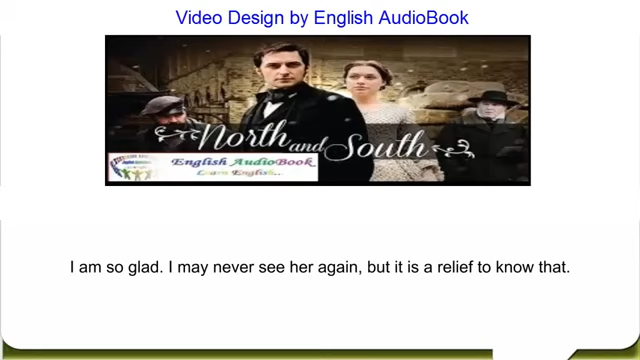 Video Design by English AudioBook
North and South
English AudioBook
Learn English...
I am so glad. I may never see her again, but it is a relief to know that.